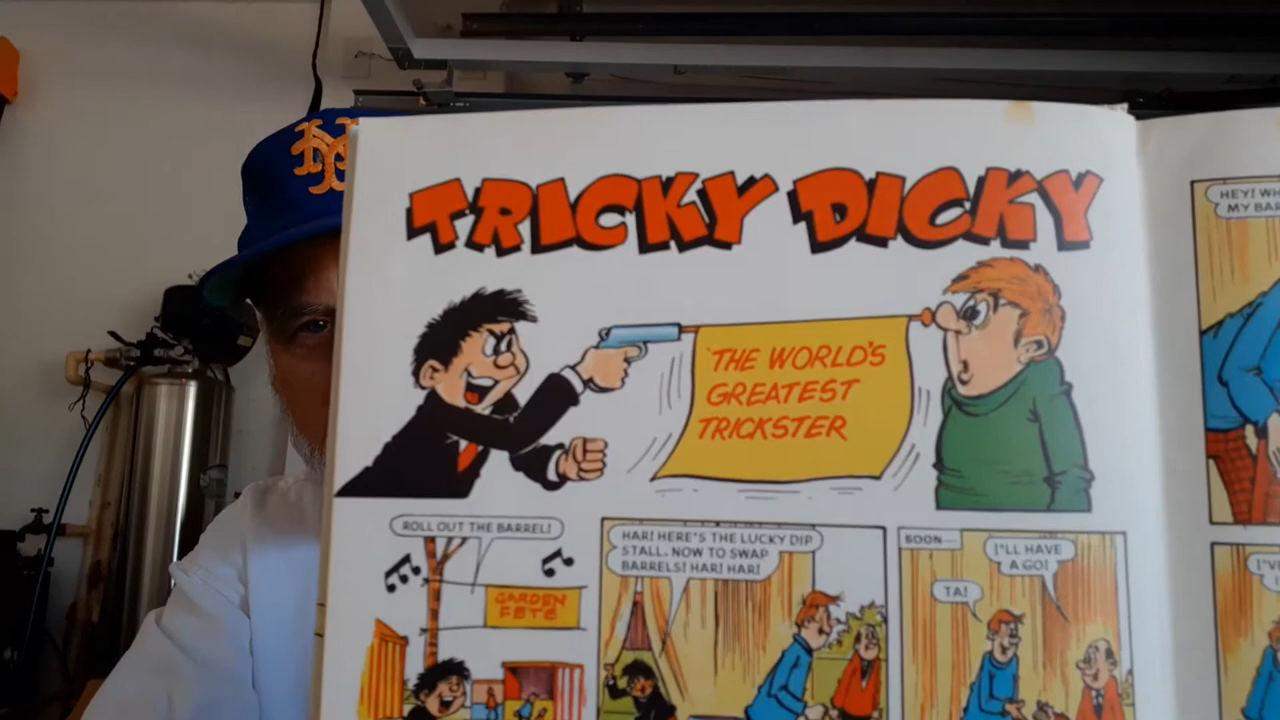 NY
TRICKY DICKY
THE WORLD'S
GREATEST
TRICKSTER
ROLL OUT THE BARREL!
GARDEN
FETE
HAR! HERE'S THE LUCKY DIP
STALL. NOW TO SWAP
BARRELS! HAR! HAR!
SOON—
I'LL HAVE
A GO!
TA!
HEY!
MY